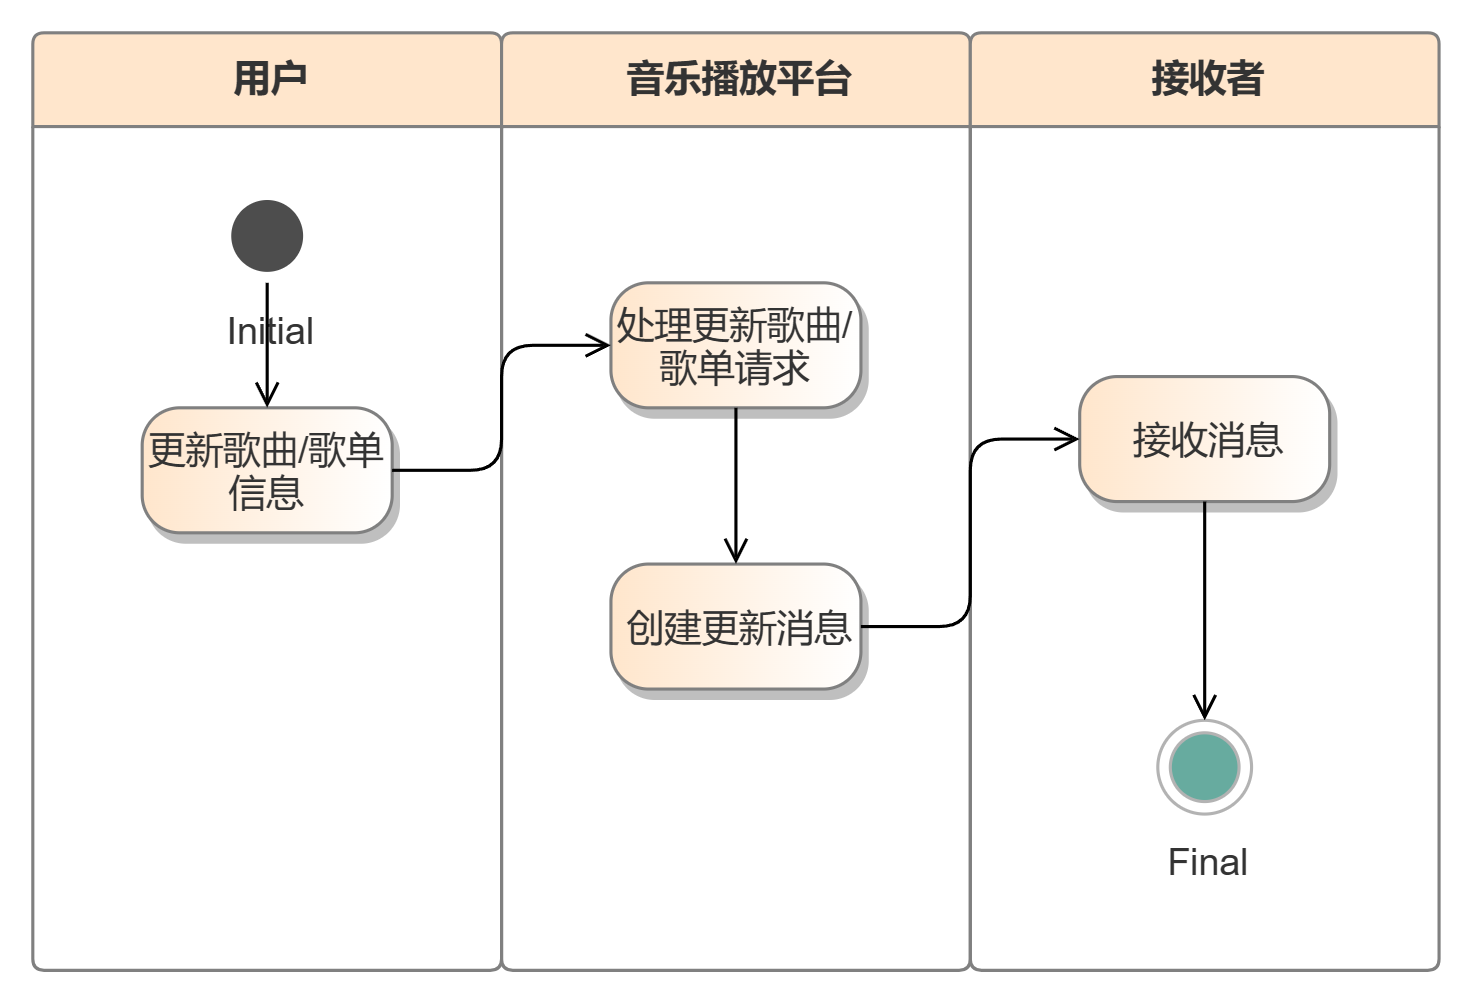 用户
音乐播放平台
接收者
Initial
更新歌曲/歌单
信息
处理更新歌曲/
歌单请求
创建更新消息
接收消息
Final